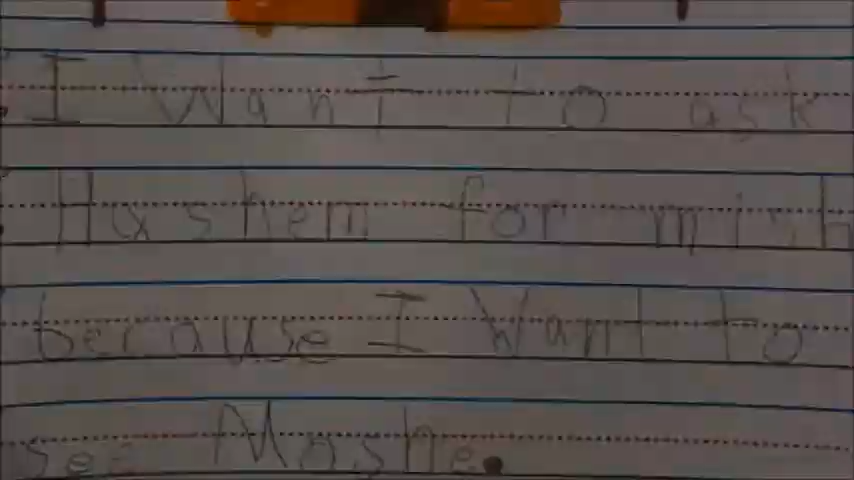 I Want to ask
Hashem for mish
because I Want to
see Moshe.